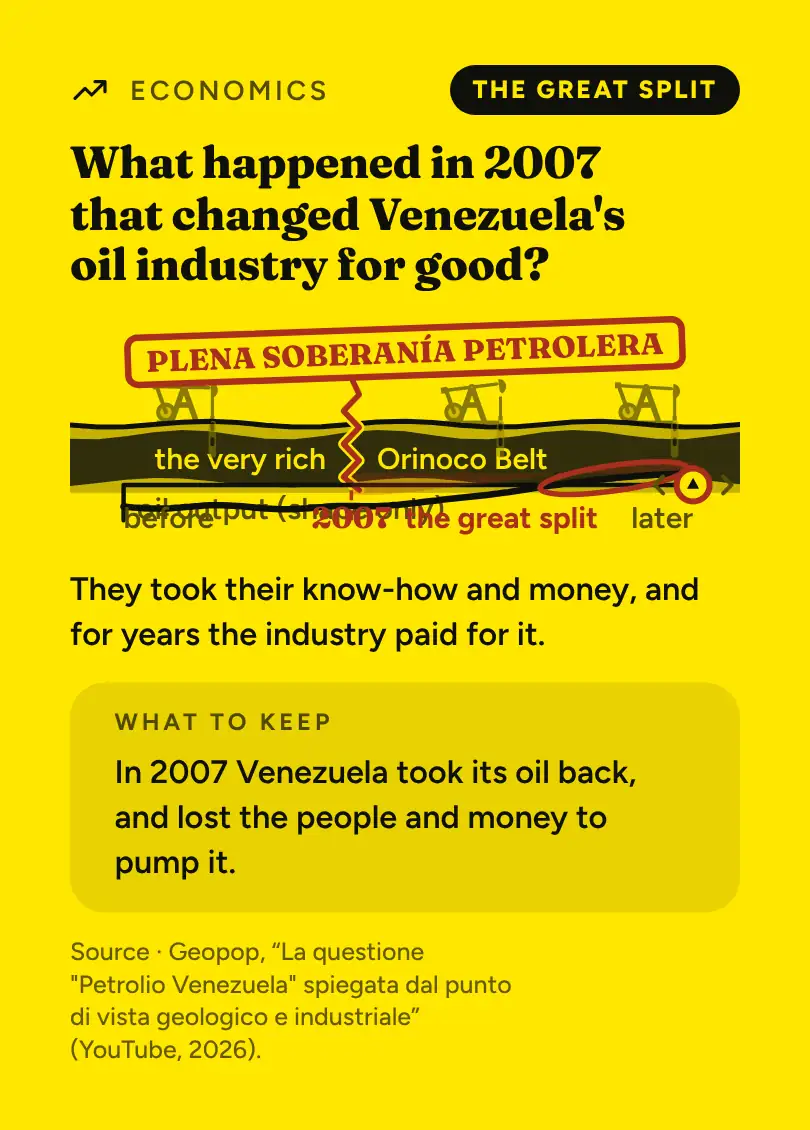 ECONOMICS
THE GREAT SPLIT
What happened in 2007
that changed Venezuela's
oil industry for good?
PLENA SOBERANÍA PETROLERA
the very rich Orinoco Belt
oil output
before 2007 the great split later
They took their know-how and money, and
for years the industry paid for it.
WHAT TO KEEP
In 2007 Venezuela took its oil back,
and lost the people and money to
pump it.
Source · Geopop, “La questione
"Petrolio Venezuela" spiegata dal punto
di vista geologico e industriale”
(YouTube, 2026).